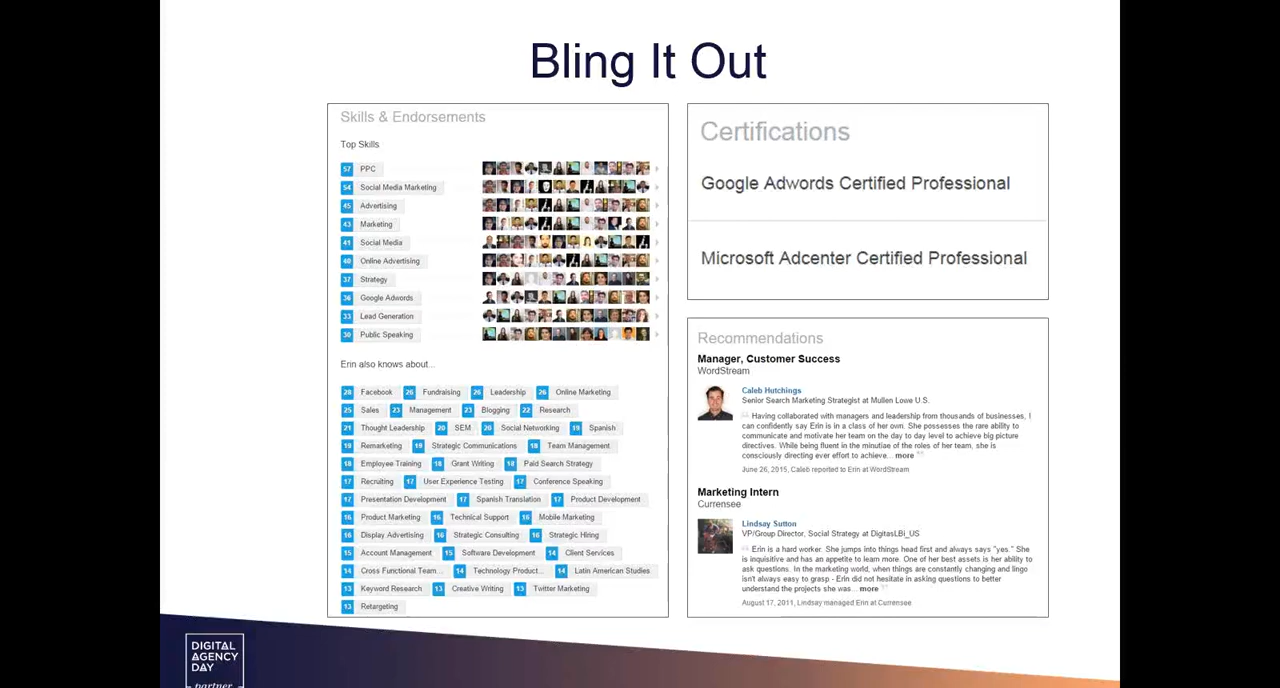 Bling It Out
Skills & Endorsements
Top Skills
57 PPC
54 Social Media Marketing
45 Advertising
43 Marketing
41 Social Media
40 Online Advertising
37 Strategy
36 Google Adwords
33 Lead Generation
30 Public Speaking
Erin also knows about...
28 Facebook 26 Fundraising 26 Leadership 26 Online Marketing
25 Sales 23 Management 23 Blogging 22 Research
21 Thought Leadership 20 SEM 20 Social Networking 19 Spanish
19 Remarketing 19 Strategic Communications 18 Team Management
18 Employee Training 18 Grant Writing 18 Paid Search Strategy
17 Recruiting 17 User Experience Testing 17 Conference Speaking
17 Presentation Development 17 Spanish Translation 17 Product Development
16 Product Marketing 16 Technical Support 16 Mobile Marketing
16 Display Advertising 16 Strategic Consulting 16 Strategic Hiring
15 Account Management 15 Software Development 14 Client Services
14 Cross Functional Team... 14 Technology Product... 14 Latin American Studies
13 Keyword Research 13 Creative Writing 13 Twitter Marketing
13 Retargeting
Certifications
Google Adwords Certified Professional
Microsoft Adcenter Certified Professional
Recommendations
Manager, Customer Success
WordStream
Caleb Hutchings
Senior Search Marketing Strategist at Mullen Lowe U.S.
“ Having collaborated with managers and leadership from thousands of businesses, I
can confidently say Erin is in a class of her own. She possesses the rare ability to
communicate and motivate her team on the day to day level to achieve big picture
directives. While being fluent in the minutiae of the roles of her team, she is
consciously directing ever effort to achieve... more ”
June 26, 2015, Caleb reported to Erin at WordStream
Marketing Intern
Currensee
Lindsay Sutton
VP/Group Director, Social Strategy at DigitasLBi_US
“ Erin is a hard worker. She jumps into things head first and always says "yes." She
is inquisitive and has an appetite to learn more. One of her best assets is her ability to
ask questions. In the marketing world, when things are constantly changing and lingo
isn't always easy to grasp - Erin did not hesitate in asking questions to better
understand the projects she was... more ”
August 17, 2011, Lindsay managed Erin at Currensee
DIGITAL
AGENCY
DAY
partner